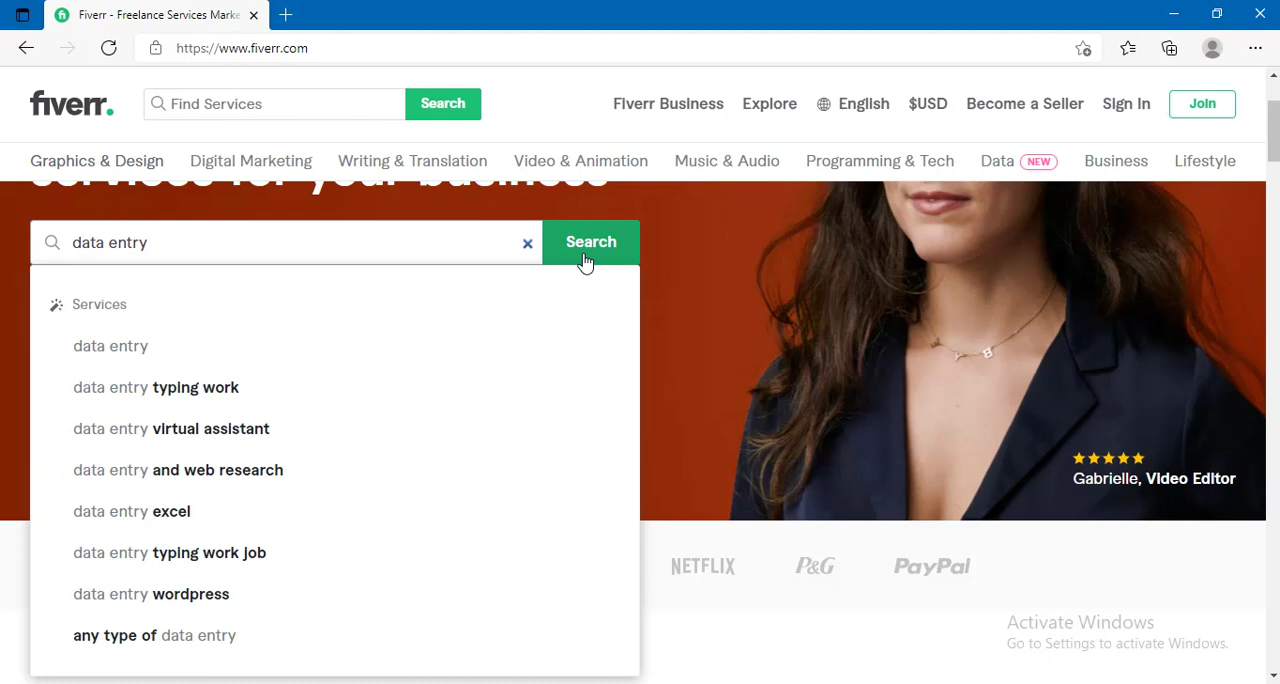 Fiverr - Freelance Services Marke
https://www.fiverr.com
fiverr.
Find Services
Search
Fiverr Business
Explore
English
$USD
Become a Seller
Sign In
Join
Graphics & Design
Digital Marketing
Writing & Translation
Video & Animation
Music & Audio
Programming & Tech
Data NEW
Business
Lifestyle
services for your business
data entry
Search
Services
data entry
data entry typing work
data entry virtual assistant
data entry and web research
data entry excel
data entry typing work job
data entry wordpress
any type of data entry
Gabrielle, Video Editor
NETFLIX
P&G
PayPal
Activate Windows
Go to Settings to activate Windows.